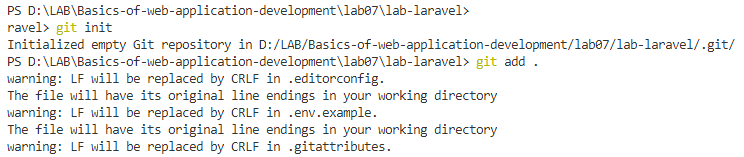 PS D:\LAB\Basics-of-web-application-development\lab07\lab-laravel>
ravel> git init
Initialized empty Git repository in D:/LAB/Basics-of-web-application-development/lab07/lab-laravel/.git/
PS D:\LAB\Basics-of-web-application-development\lab07\lab-laravel> git add .
warning: LF will be replaced by CRLF in .editorconfig.
The file will have its original line endings in your working directory
warning: LF will be replaced by CRLF in .env.example.
The file will have its original line endings in your working directory
warning: LF will be replaced by CRLF in .gitattributes.